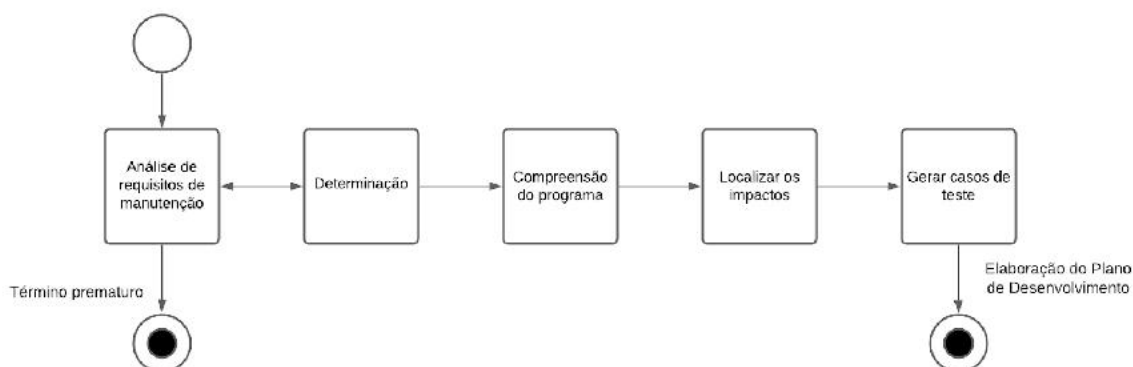 Análise de
requisitos de
manutenção
Determinação
Compreensão
do programa
Localizar os
impactos
Gerar casos de
teste
Término prematuro
Elaboração do Plano
de Desenvolvimento